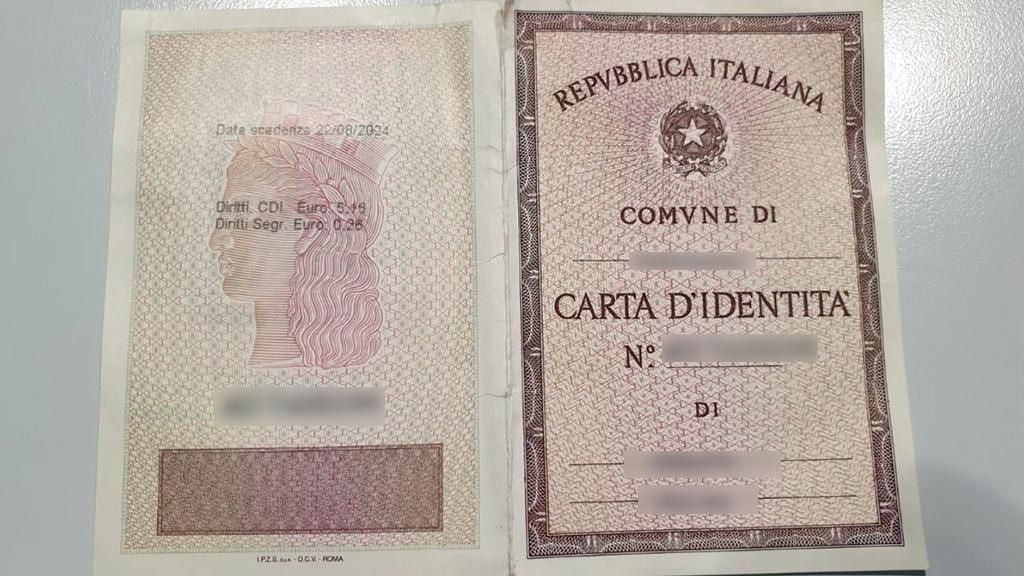 Data scadenza 22/08/2024
Diritti CDI. Euro: 5.16
Diritti Segr. Euro: 0.26
I.P.Z.S. S.p.A. - O.C.V. - ROMA
REPVBBLICA ITALIANA
COMVNE DI
CARTA D'IDENTITA'
N°.
DI